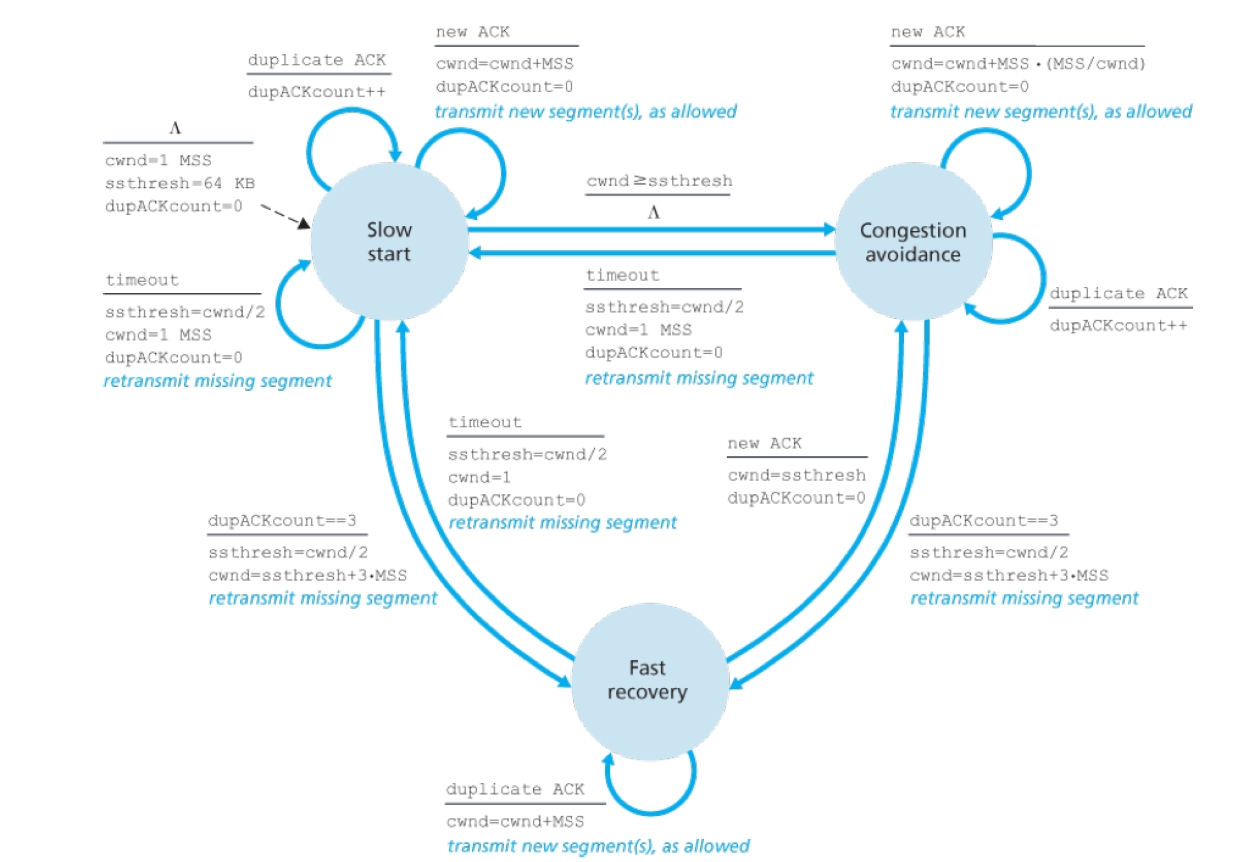 new ACK
cwnd=cwnd+MSS
dupACKcount=0
transmit new segment(s), as allowed
new ACK
cwnd=cwnd+MSS • (MSS/cwnd)
dupACKcount=0
transmit new segment(s), as allowed
duplicate ACK
dupACKcount++
Λ
cwnd=1 MSS
ssthresh=64 KB
dupACKcount=0
cwnd ≥ssthresh
Λ
Slow
start
Congestion
avoidance
timeout
ssthresh=cwnd/2
cwnd=1 MSS
dupACKcount=0
retransmit missing segment
timeout
ssthresh=cwnd/2
cwnd=1 MSS
dupACKcount=0
retransmit missing segment
duplicate ACK
dupACKcount++
timeout
ssthresh=cwnd/2
cwnd=1
dupACKcount=0
retransmit missing segment
new ACK
cwnd=ssthresh
dupACKcount=0
dupACKcount==3
ssthresh=cwnd/2
cwnd=ssthresh+3•MSS
retransmit missing segment
dupACKcount==3
ssthresh=cwnd/2
cwnd=ssthresh+3•MSS
retransmit missing segment
Fast
recovery
duplicate ACK
cwnd=cwnd+MSS
transmit new segment(s), as allowed